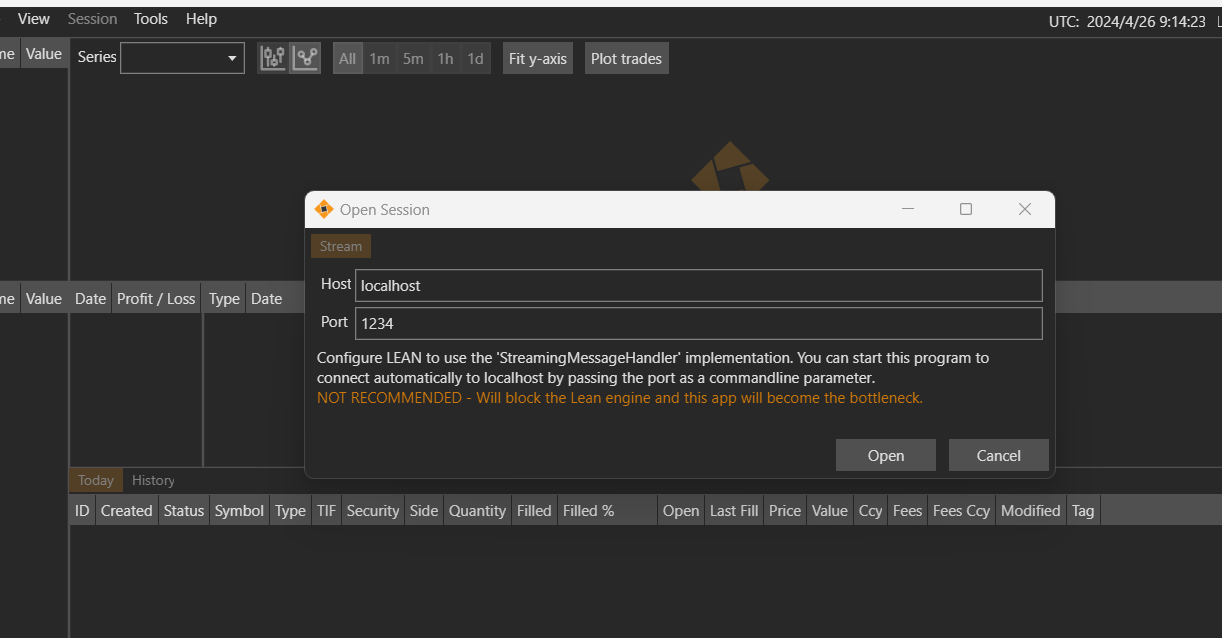 View Session Tools Help
UTC: 2024/4/26 9:14:23
me Value
Series
All 1m 5m 1h 1d Fit y-axis Plot trades
Open Session
Stream
Host localhost
Port 1234
Configure LEAN to use the 'StreamingMessageHandler' implementation. You can start this program to
connect automatically to localhost by passing the port as a commandline parameter.
NOT RECOMMENDED - Will block the Lean engine and this app will become the bottleneck.
Open Cancel
me Value Date Profit / Loss Type Date
Today History
ID Created Status Symbol Type TIF Security Side Quantity Filled Filled % Open Last Fill Price Value Ccy Fees Fees Ccy Modified Tag